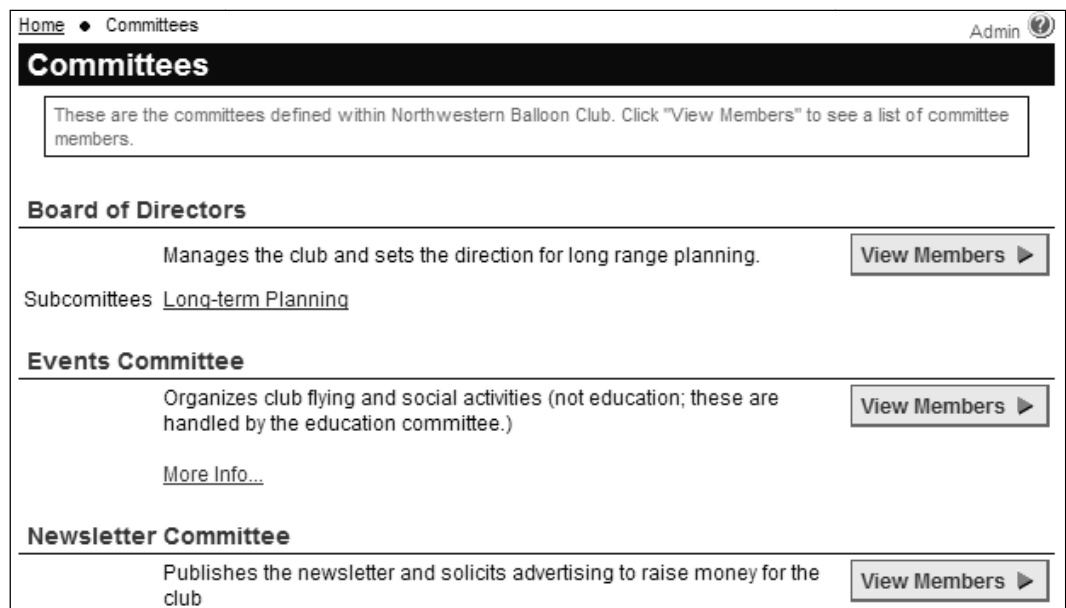 Home ● Committees
Admin ?
Committees
These are the committees defined within Northwestern Balloon Club. Click "View Members" to see a list of committee
members.
Board of Directors
Manages the club and sets the direction for long range planning.
View Members ▶
Subcomittees Long-term Planning
Events Committee
Organizes club flying and social activities (not education; these are
handled by the education committee.)
View Members ▶
More Info...
Newsletter Committee
Publishes the newsletter and solicits advertising to raise money for the
club
View Members ▶